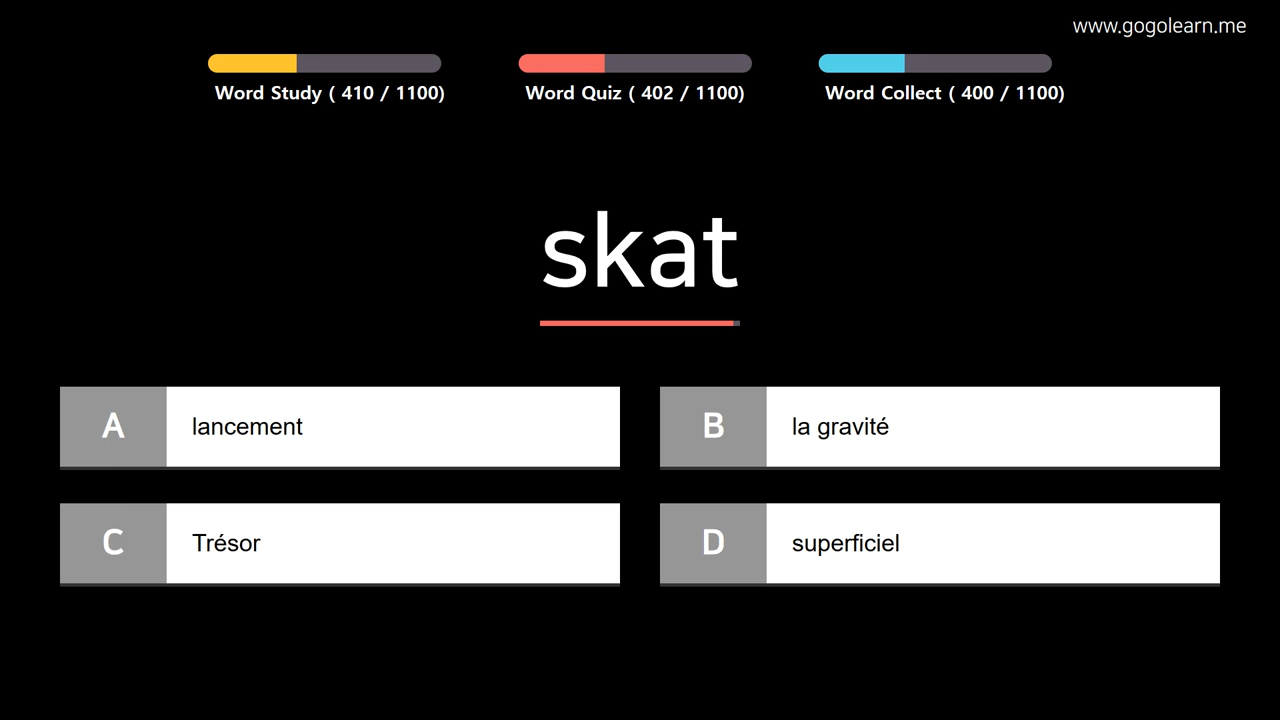 www.gogolearn.me
Word Study ( 410 / 1100)
Word Quiz ( 402 / 1100)
Word Collect ( 400 / 1100)
skat
A lancement
B la gravité
C Trésor
D superficiel